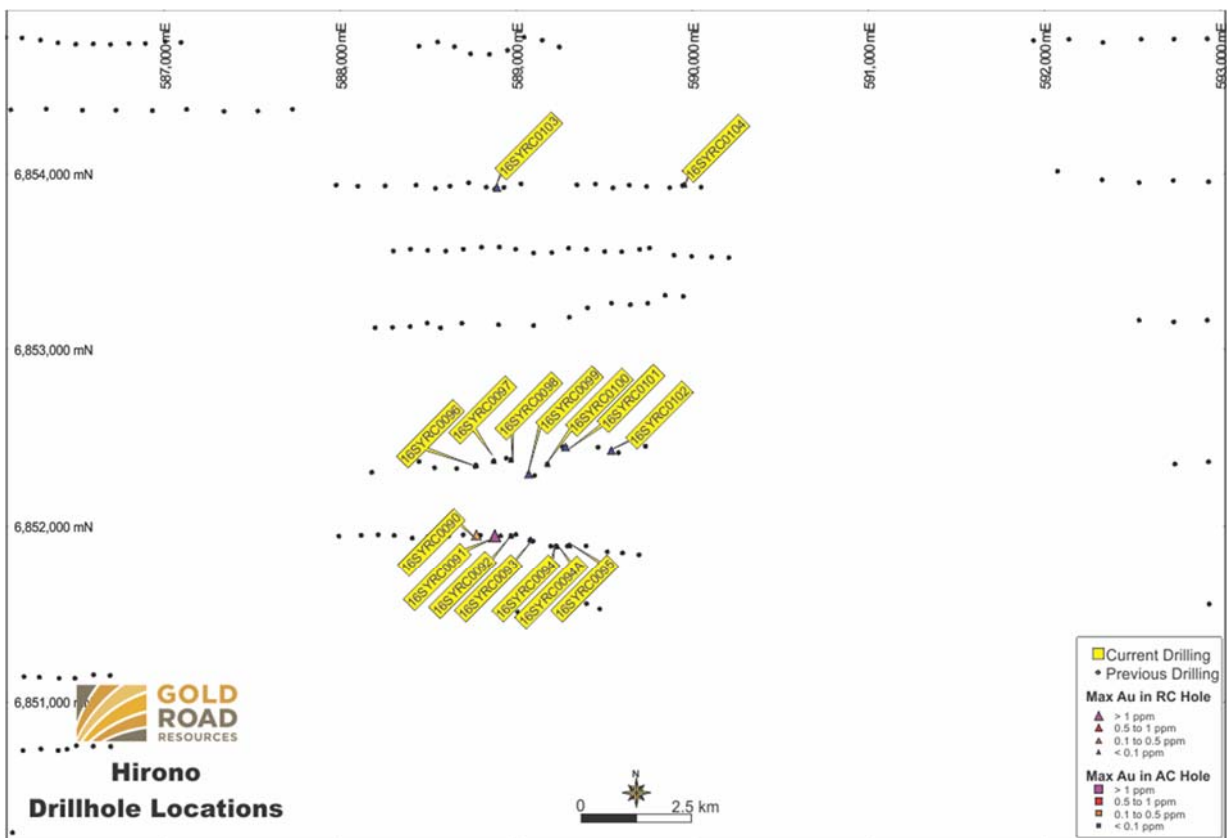 587,000 mE
588,000 mE
589,000 mE
590,000 mE
591,000 mE
592,000 mE
593,000 mE
16SYRC0103
16SYRC0104
6,854,000 mN
6,853,000 mN
16SYRC0096
16SYRC0097
16SYRC0098
16SYRC0099
16SYRC0100
16SYRC0101
16SYRC0102
6,852,000 mN
16SYRC0090
16SYRC0091
16SYRC0092
16SYRC0093
16SYRC0094
16SYRC0094A
16SYRC0095
6,851,000 mN
GOLD
ROAD
RESOURCES
Hirono
Drillhole Locations
N
0 2.5 km
Current Drilling
Previous Drilling
Max Au in RC Hole
> 1 ppm
0.5 to 1 ppm
0.1 to 0.5 ppm
< 0.1 ppm
Max Au in AC Hole
> 1 ppm
0.5 to 1 ppm
0.1 to 0.5 ppm
< 0.1 ppm